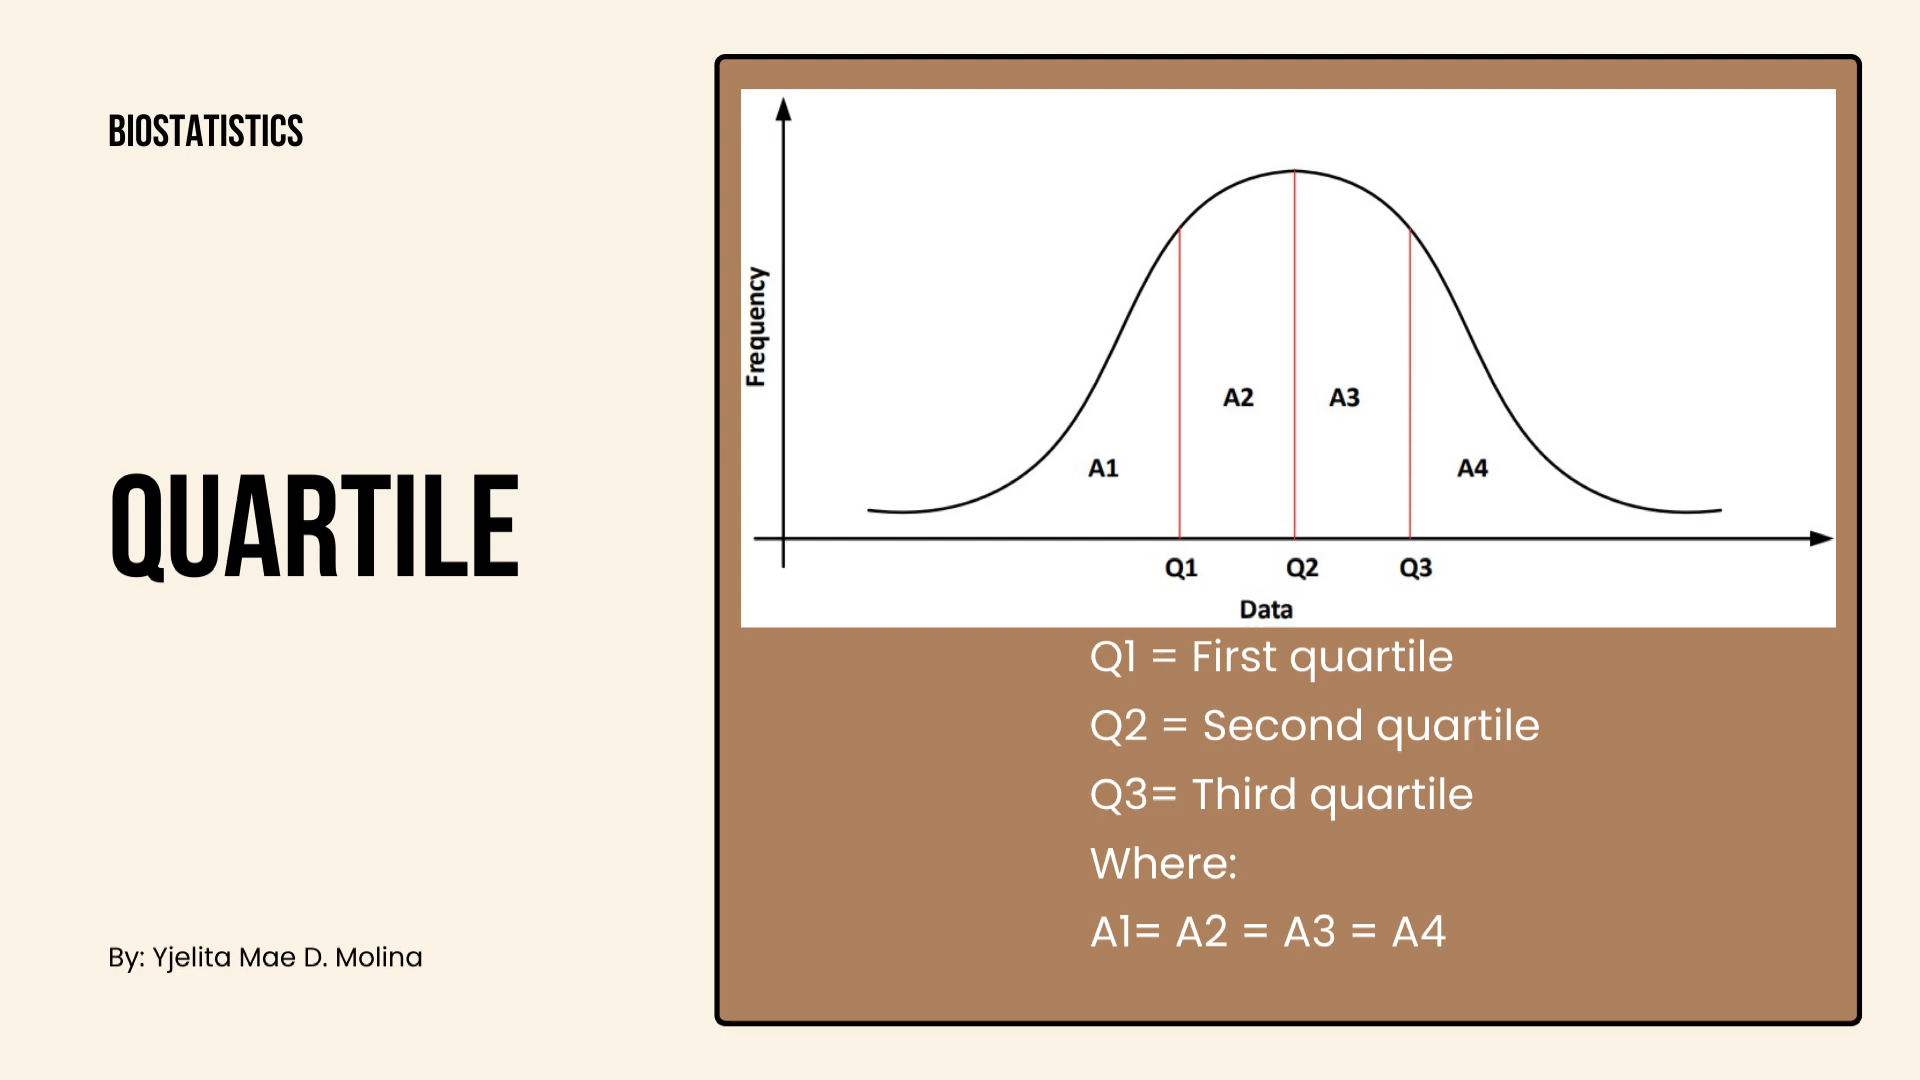 BIOSTATISTICS
QUARTILE
By: Yjelita Mae D. Molina
Frequency
A1
A2
A3
A4
Q1
Q2
Q3
Data
Q1 = First quartile
Q2 = Second quartile
Q3= Third quartile
Where:
A1= A2 = A3 = A4